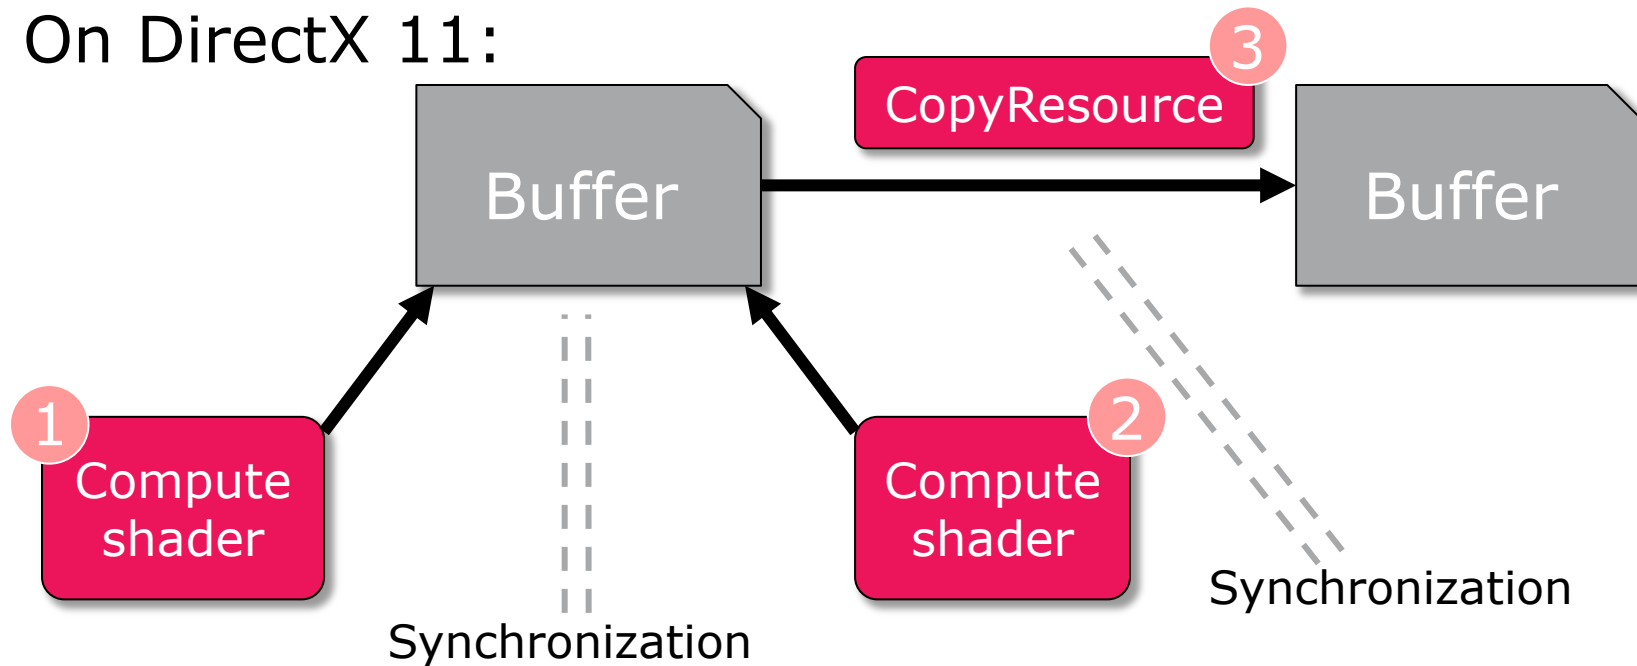 On DirectX 11:
3
CopyResource
Buffer
Buffer
1
Compute
shader
2
Compute
shader
Synchronization
Synchronization